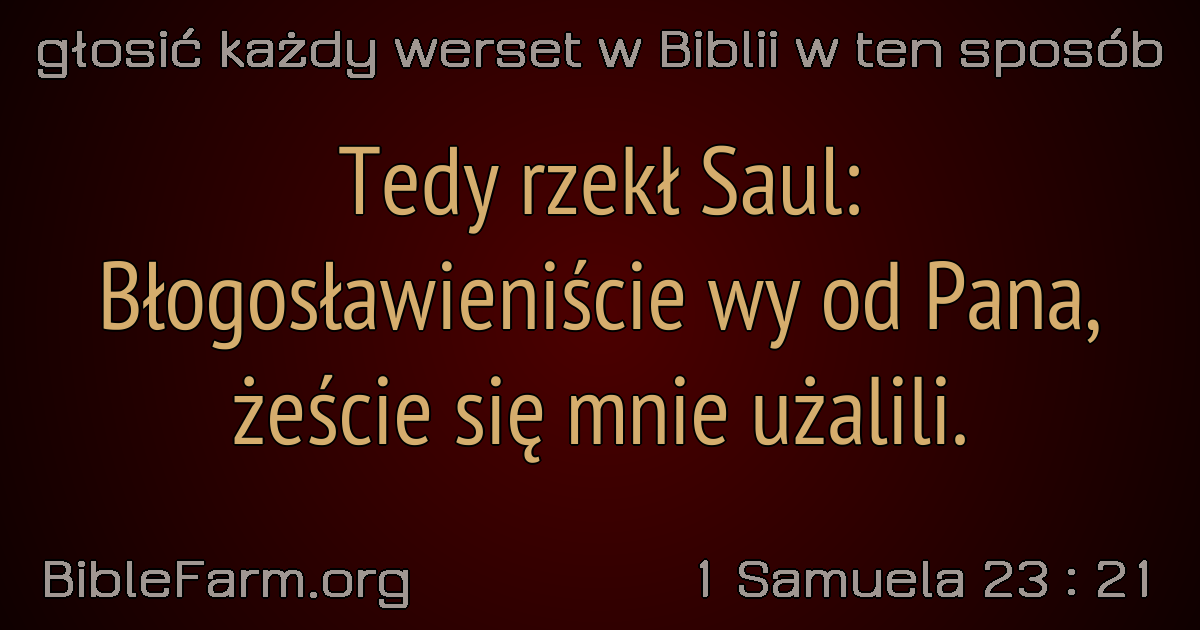 głosić każdy werset w Biblii w ten sposób
Tedy rzekł Saul:
Błogosławieniście wy od Pana,
żeście się mnie użalili.
BibleFarm.org
1 Samuela 23 : 21